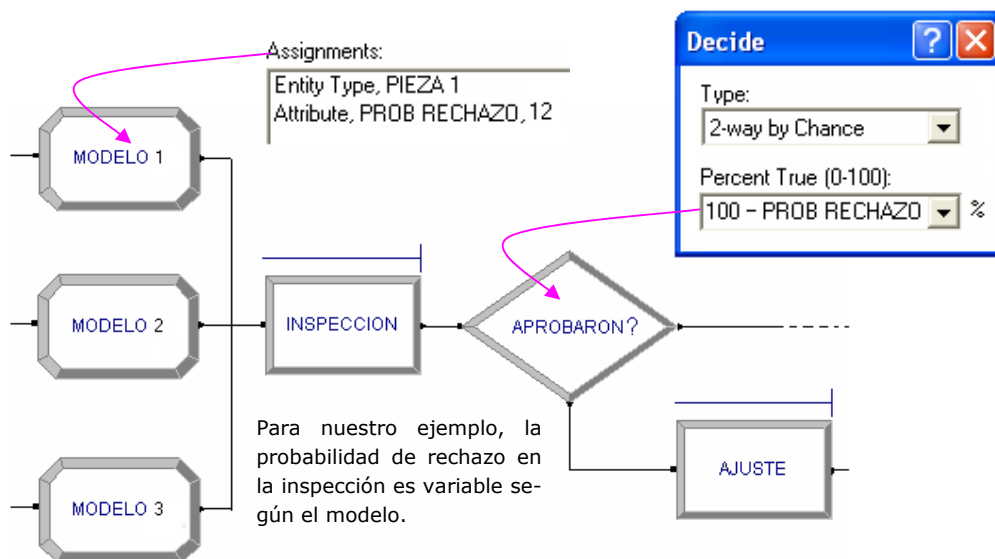 Assignments:
Entity Type, PIEZA 1
Attribute, PROB RECHAZO, 12
Decide
Type:
2-way by Chance
Percent True (0-100):
100 – PROB RECHAZO
%
MODELO 1
MODELO 2
INSPECCION
APROBARON?
Para nuestro ejemplo, la
probabilidad de rechazo en
la inspección es variable se-
gún el modelo.
AJUSTE
MODELO 3